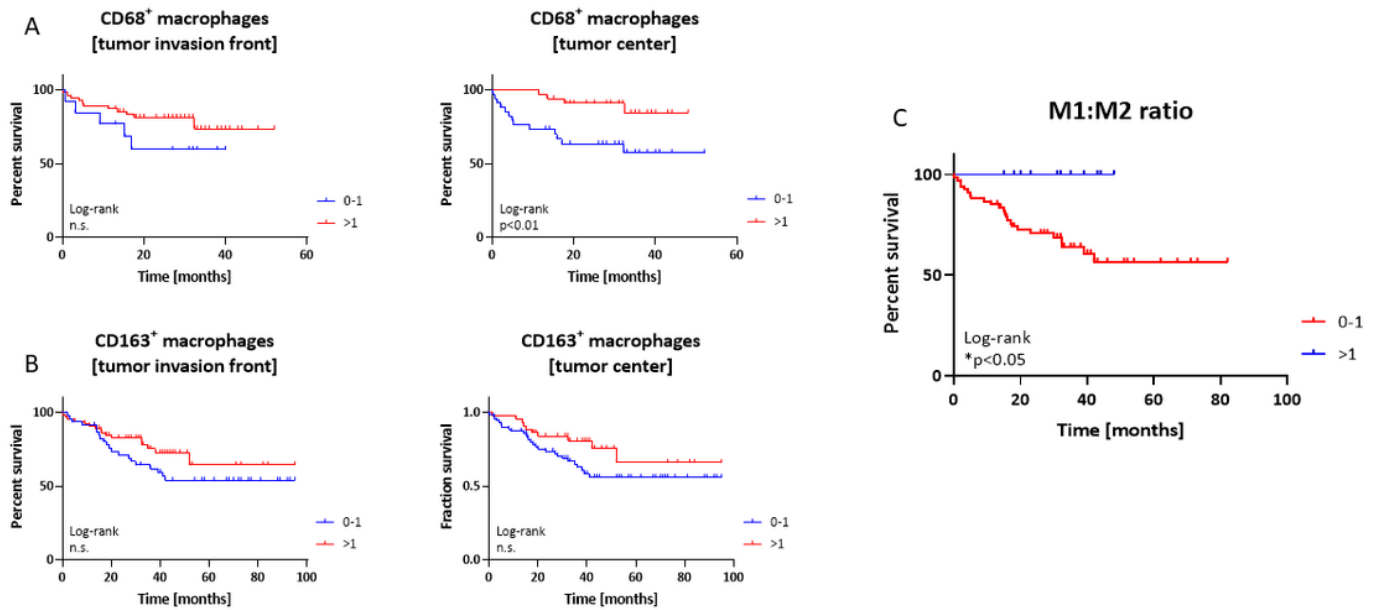 A
CD68⁺ macrophages
[tumor invasion front]
Percent survival
100
50
0
Log-rank
n.s.
0-1
>1
0 20 40 60
Time [months]
CD68⁺ macrophages
[tumor center]
Percent survival
100
50
0
Log-rank
p<0.01
0-1
>1
0 20 40 60
Time [months]
B
CD163⁺ macrophages
[tumor invasion front]
Percent survival
100
50
0
Log-rank
n.s.
0-1
>1
0 20 40 60 80 100
Time [months]
CD163⁺ macrophages
[tumor center]
Fraction survival
1.0
0.5
0.0
Log-rank
n.s.
0-1
>1
0 20 40 60 80 100
Time [months]
C
M1:M2 ratio
Percent survival
100
50
0
Log-rank
*p<0.05
0-1
>1
0 20 40 60 80 100
Time [months]